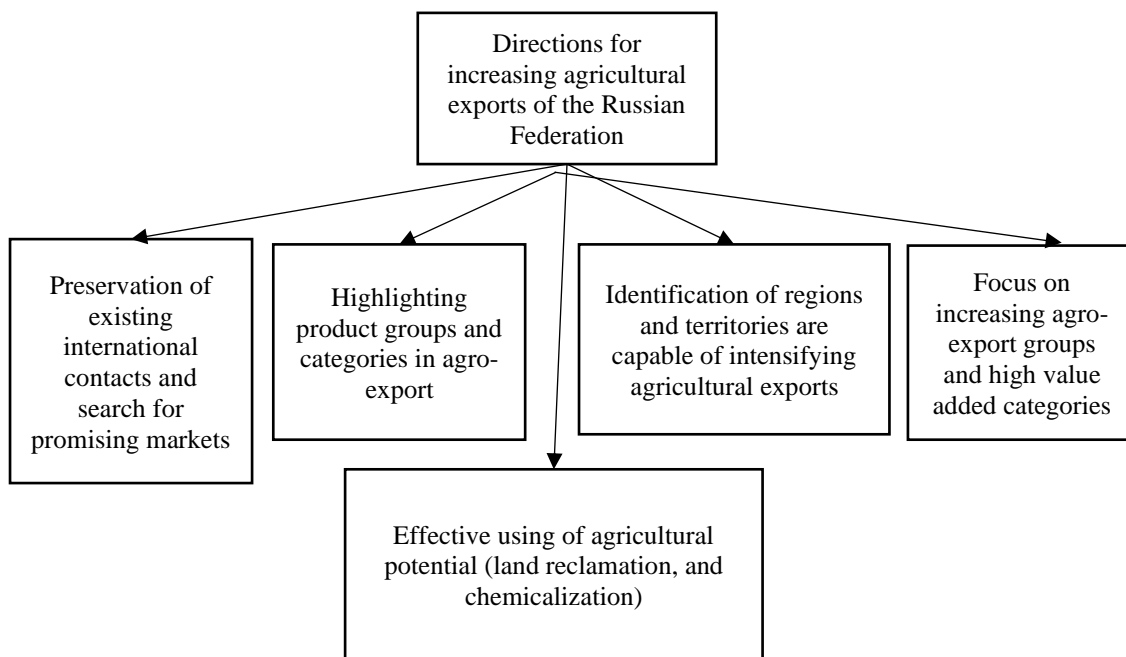 Directions for
increasing agricultural
exports of the Russian
Federation
Preservation of
existing
international
contacts and
search for
promising markets
Highlighting
product groups and
categories in agro-
export
Identification of regions
and territories are
capable of intensifying
agricultural exports
Focus on
increasing agro-
export groups
and high value
added categories
Effective using of agricultural
potential (land reclamation, and
chemicalization)